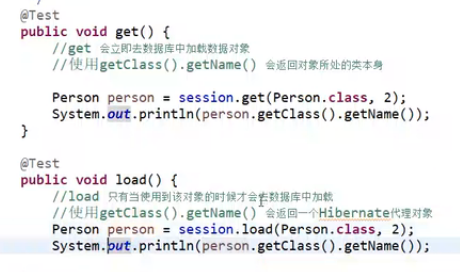 */
@Test
public void get() {
//get 会立即去数据库中加载数据对象
//使用getClass().getName() 会返回对象所处的类本身
Person person = session.get(Person.class, 2);
System.out.println(person.getClass().getName());
}
@Test
public void load() {
//load 只有当使用到该对象的时候才会去数据库中加载
//使用getClass().getName() 会返回一个Hibernate代理对象
Person person = session.load(Person.class, 2);
System.out.println(person.getClass().getName());